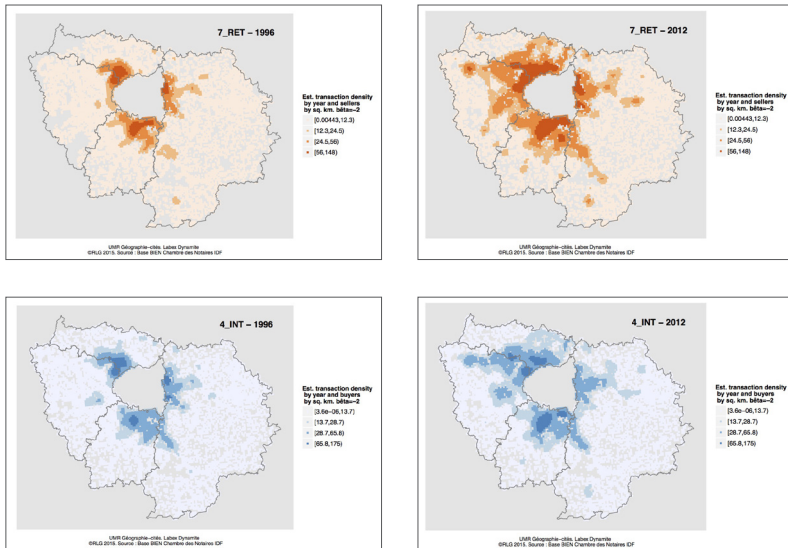 7_RET – 1996
Est. transaction density
by year and sellers
by sq. km. bêta=-2
[0.00443,12.3)
[12.3,24.5)
[24.5,56)
[56,148)
UMR Géographie-cités, Labex Dynamite
©RLG 2015. Source : Base BIEN Chambre des Notaires IDF
7_RET – 2012
Est. transaction density
by year and sellers
by sq. km. bêta=-2
[0.00443,12.3)
[12.3,24.5)
[24.5,56)
[56,148)
UMR Géographie-cités, Labex Dynamite
©RLG 2015. Source : Base BIEN Chambre des Notaires IDF
4_INT – 1996
Est. transaction density
by year and buyers
by sq. km. bêta=-2
[3.6e-06,13.7)
[13.7,28.7)
[28.7,65.8)
[65.8,175)
UMR Géographie-cités, Labex Dynamite
©RLG 2015. Source : Base BIEN Chambre des Notaires IDF
4_INT – 2012
Est. transaction density
by year and buyers
by sq. km. bêta=-2
[3.6e-06,13.7)
[13.7,28.7)
[28.7,65.8)
[65.8,175)
UMR Géographie-cités, Labex Dynamite
©RLG 2015. Source : Base BIEN Chambre des Notaires IDF